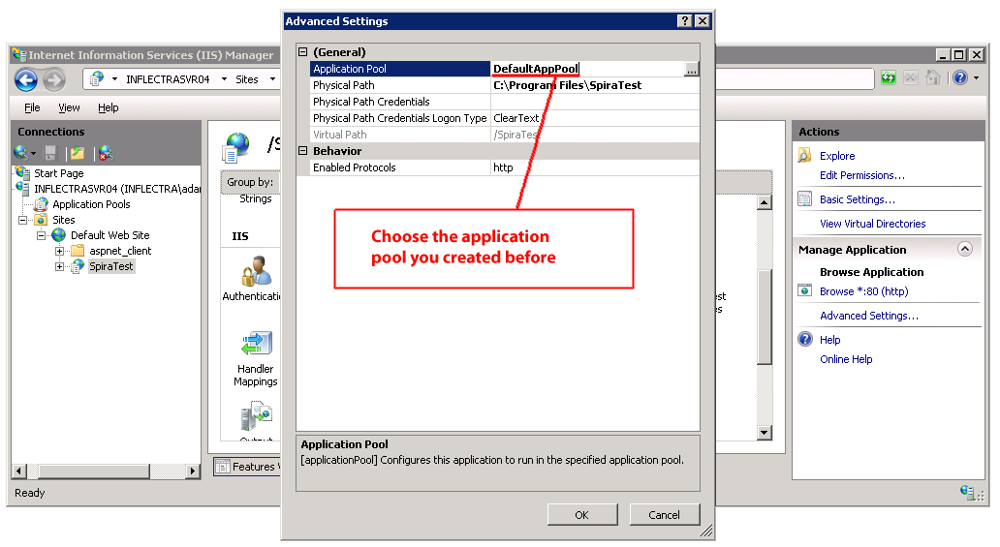 Advanced Settings
(General)
Application Pool DefaultAppPool ...
Physical Path C:\Program Files\SpiraTest
Physical Path Credentials
Physical Path Credentials Logon Type ClearText
Virtual Path /SpiraTest
Behavior
Enabled Protocols http
Choose the application
pool you created before
Application Pool
[applicationPool] Configures this application to run in the specified application pool.
OK Cancel
Internet Information Services (IIS) Manager
INFLECTRASVR04 Sites
File View Help
Connections
Start Page
INFLECTRASVR04 (INFLECTRA\ada
Application Pools
Sites
Default Web Site
aspnet_client
SpiraTest
Ready
/S
Group by:
Strings
IIS
Authenticatio
Handler
Mappings
Output
Features V
Actions
Explore
Edit Permissions...
Basic Settings...
View Virtual Directories
Manage Application
Browse Application
Browse *:80 (http)
Advanced Settings...
Help
Online Help